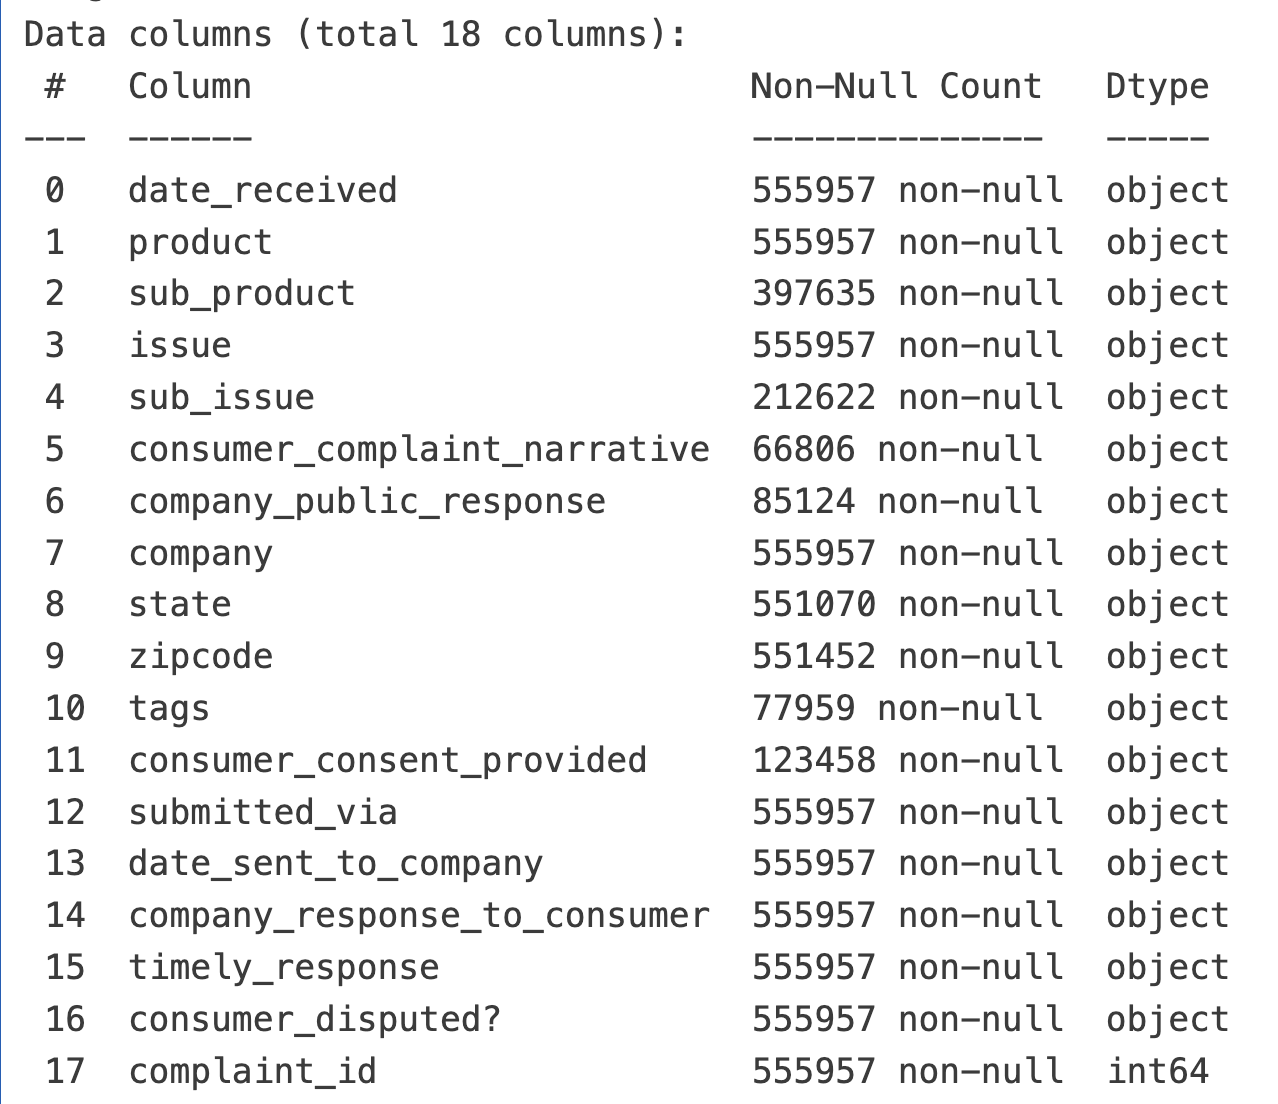 Data columns (total 18 columns):
 #   Column                        Non-Null Count   Dtype
---  ------                        --------------   -----
 0   date_received                 555957 non-null  object
 1   product                       555957 non-null  object
 2   sub_product                   397635 non-null  object
 3   issue                         555957 non-null  object
 4   sub_issue                     212622 non-null  object
 5   consumer_complaint_narrative  66806 non-null   object
 6   company_public_response       85124 non-null   object
 7   company                       555957 non-null  object
 8   state                         551070 non-null  object
 9   zipcode                       551452 non-null  object
 10  tags                          77959 non-null   object
 11  consumer_consent_provided     123458 non-null  object
 12  submitted_via                 555957 non-null  object
 13  date_sent_to_company          555957 non-null  object
 14  company_response_to_consumer  555957 non-null  object
 15  timely_response               555957 non-null  object
 16  consumer_disputed?            555957 non-null  object
 17  complaint_id                  555957 non-null  int64